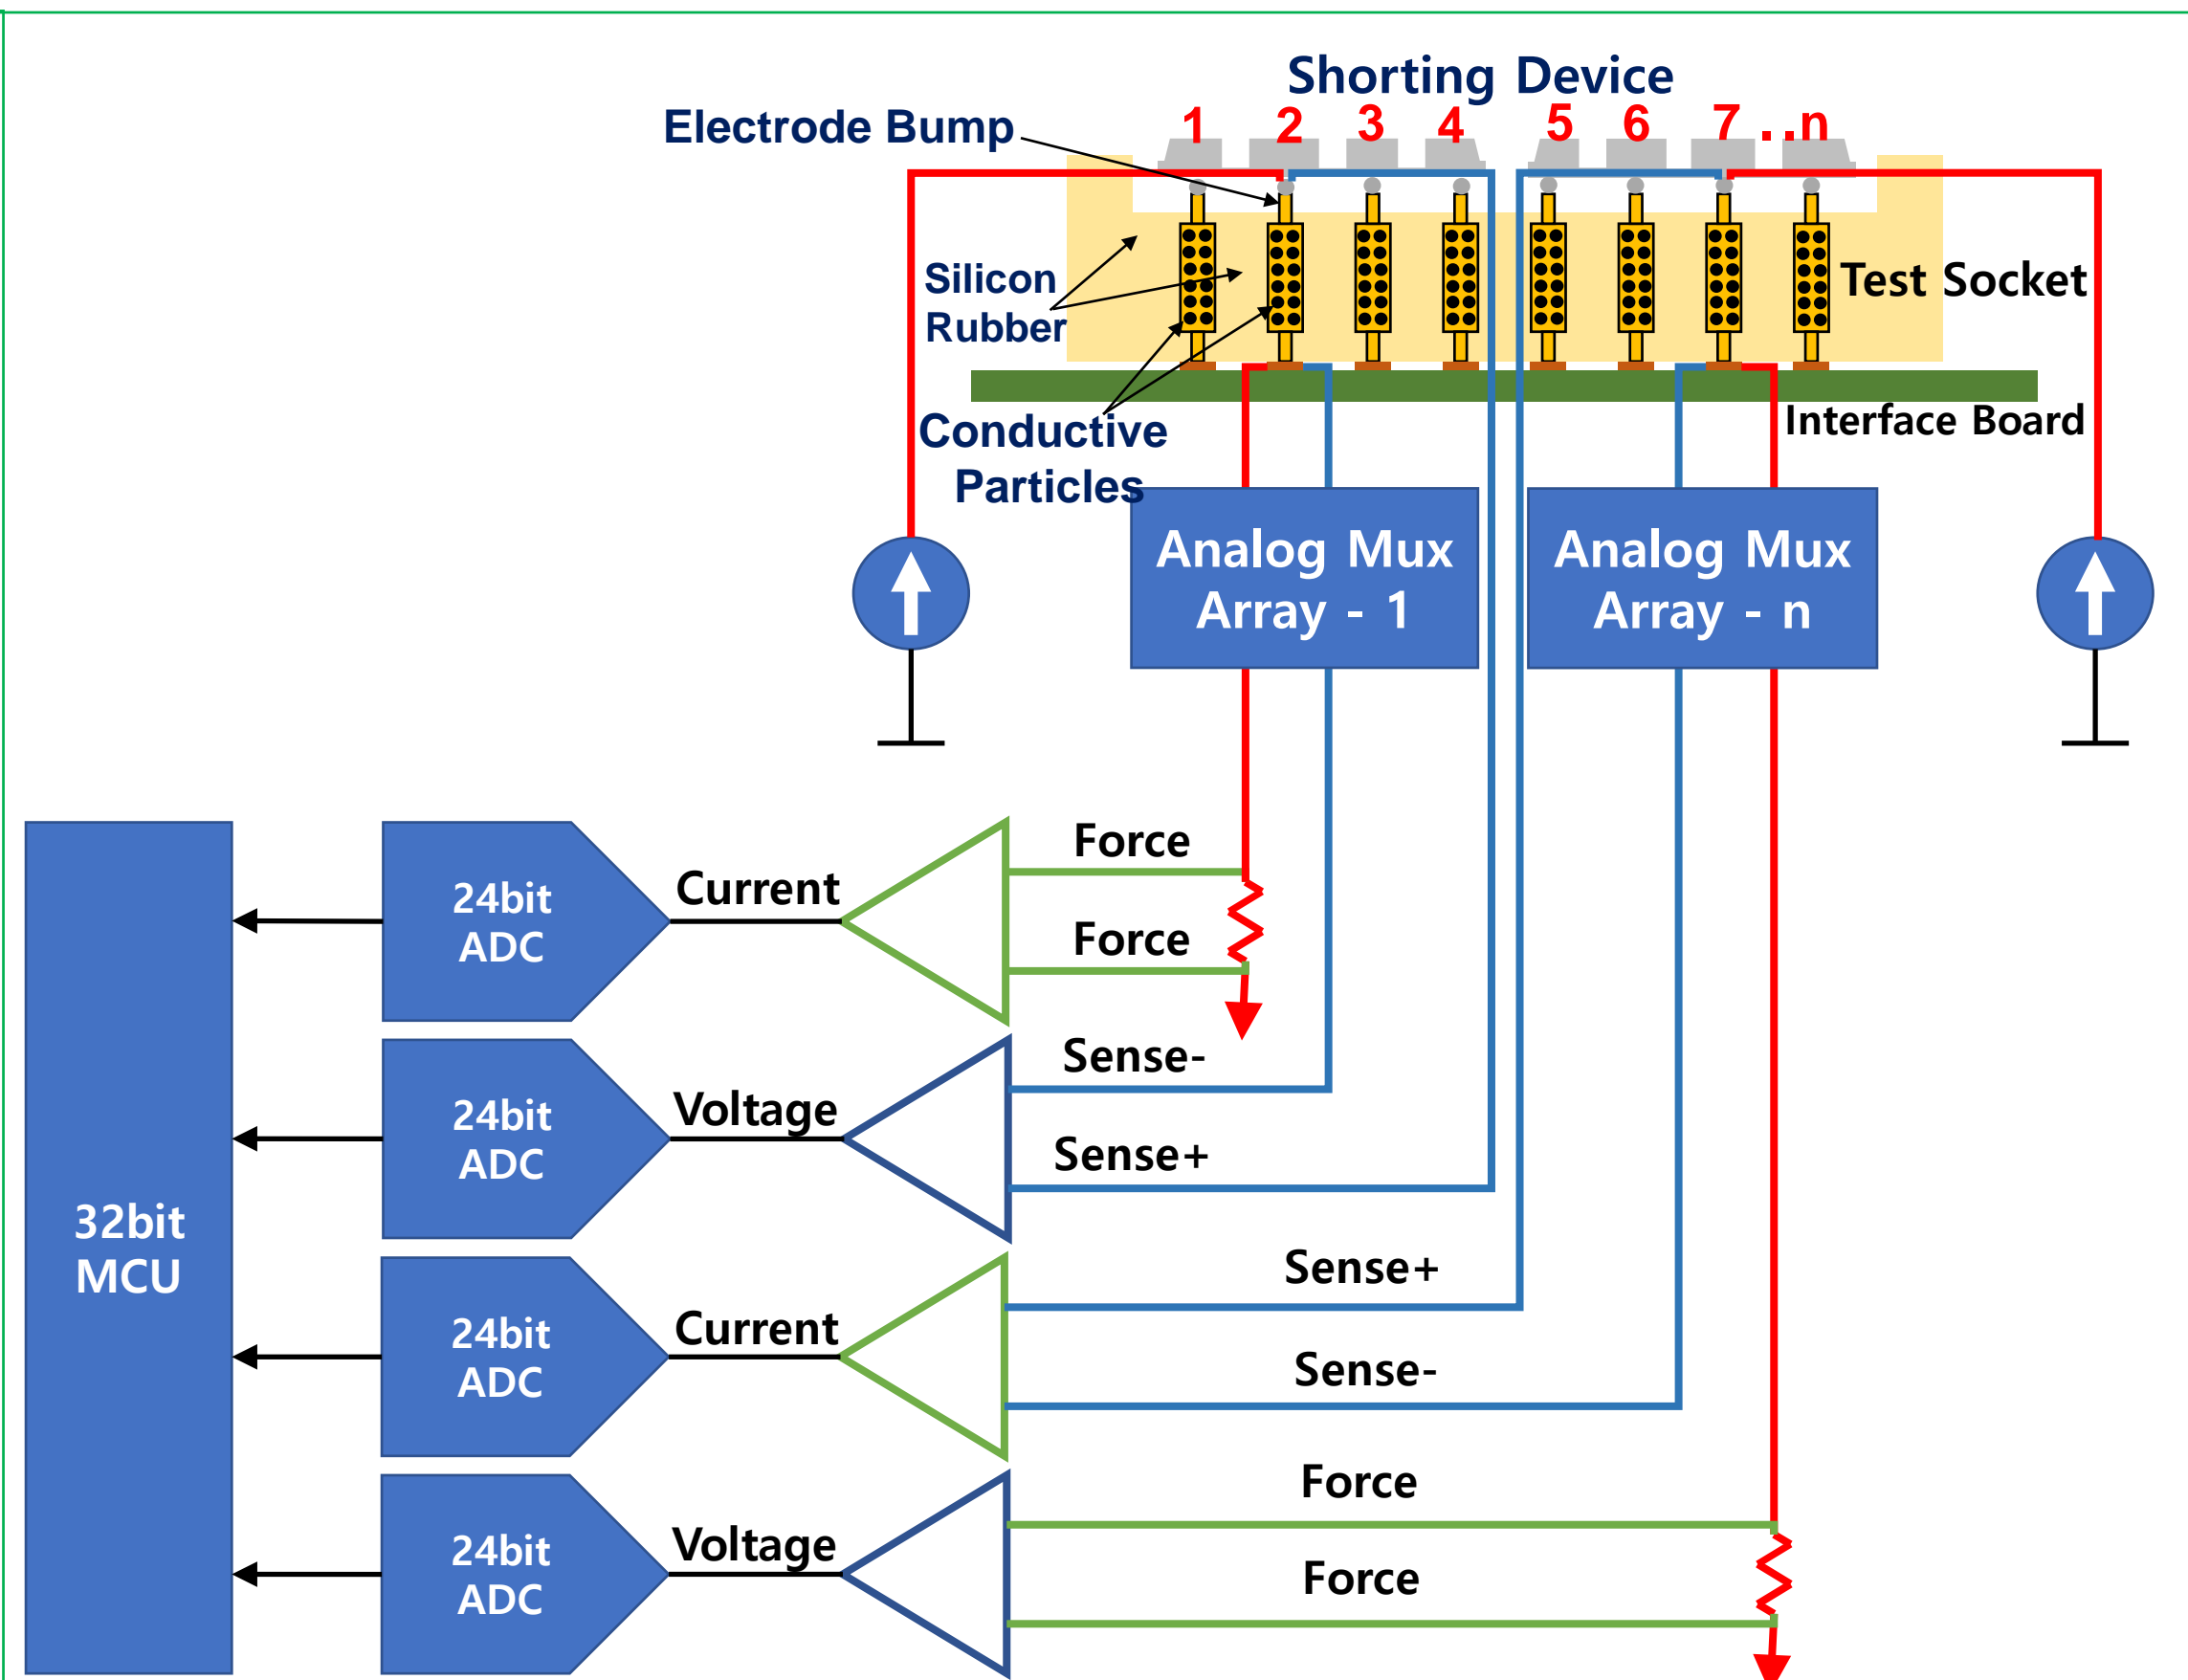 Shorting Device
Electrode Bump
1 2 3 4 5 6 7 ..n
Silicon
Rubber
Test Socket
Conductive
Particles
Interface Board
Analog Mux
Array - 1
Analog Mux
Array - n
32bit
MCU
24bit
ADC
Current
Force
Force
24bit
ADC
Voltage
Sense-
Sense+
24bit
ADC
Current
Sense+
Sense-
24bit
ADC
Voltage
Force
Force